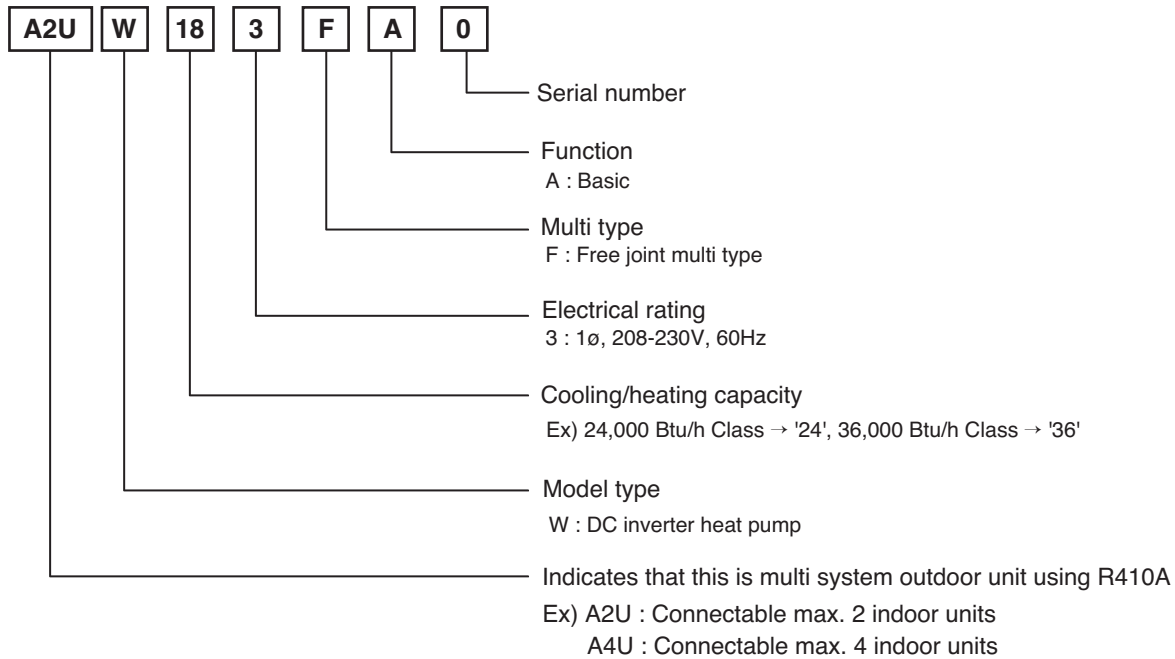 A2U W 18 3 F A 0
Serial number
Function
A : Basic
Multi type
F : Free joint multi type
Electrical rating
3 : 1ø, 208-230V, 60Hz
Cooling/heating capacity
Ex) 24,000 Btu/h Class → '24', 36,000 Btu/h Class → '36'
Model type
W : DC inverter heat pump
Indicates that this is multi system outdoor unit using R410A
Ex) A2U : Connectable max. 2 indoor units
A4U : Connectable max. 4 indoor units